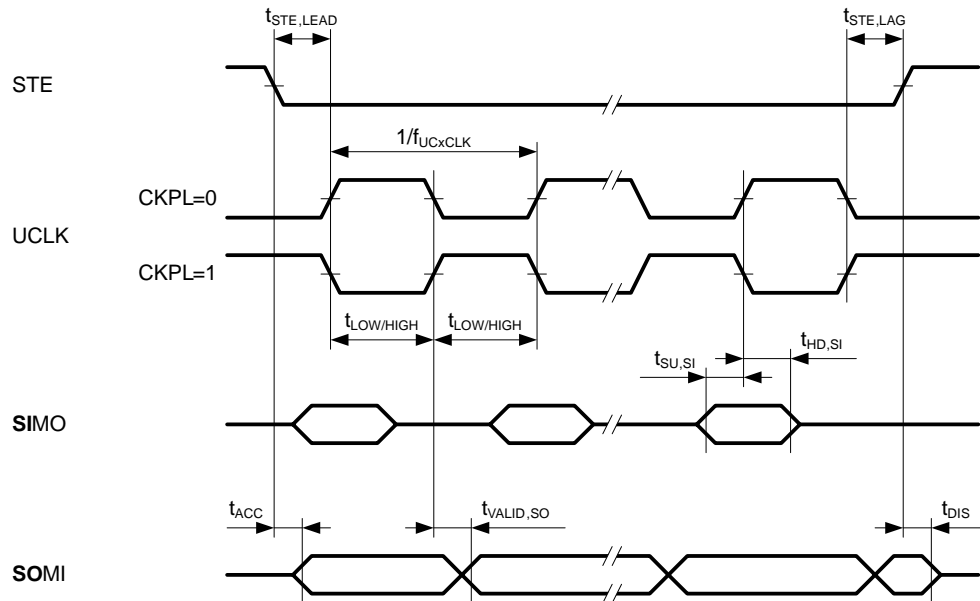 tSTE,LEAD
tSTE,LAG
STE
1/fUCxCLK
CKPL=0
UCLK
CKPL=1
tLOW/HIGH tLOW/HIGH
tHD,SI
tSU,SI
SIMO
tACC
tVALID,SO
tDIS
SOMI